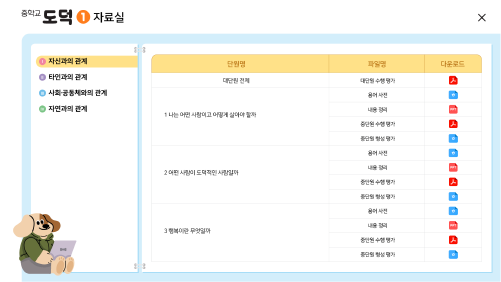 중학교 도덕 1 자료실
자신과의 관계
타인과의 관계
사회·공동체와의 관계
자연과의 관계
단원명 파일명 다운로드
대단원 전체 대단원 수행 평가
1 나는 어떤 사람이고 어떻게 살아야 할까
용어 사전
내용 정리
중단원 수행 평가
중단원 형성 평가
2 어떤 사람이 도덕적인 사람일까
용어 사전
내용 정리
중단원 수행 평가
중단원 형성 평가
3 행복이란 무엇일까
용어 사전
내용 정리
중단원 수행 평가
중단원 형성 평가